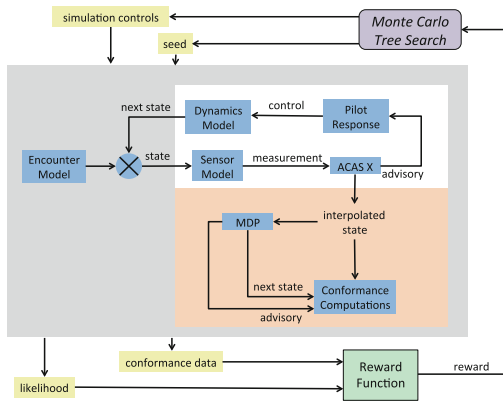 simulation controls
Monte Carlo
Tree Search
seed
next state
Dynamics
Model
control
Pilot
Response
Encounter
Model
state
Sensor
Model
measurement
ACAS X
advisory
MDP
interpolated
state
next state
Conformance
Computations
advisory
conformance data
Reward
Function
reward
likelihood